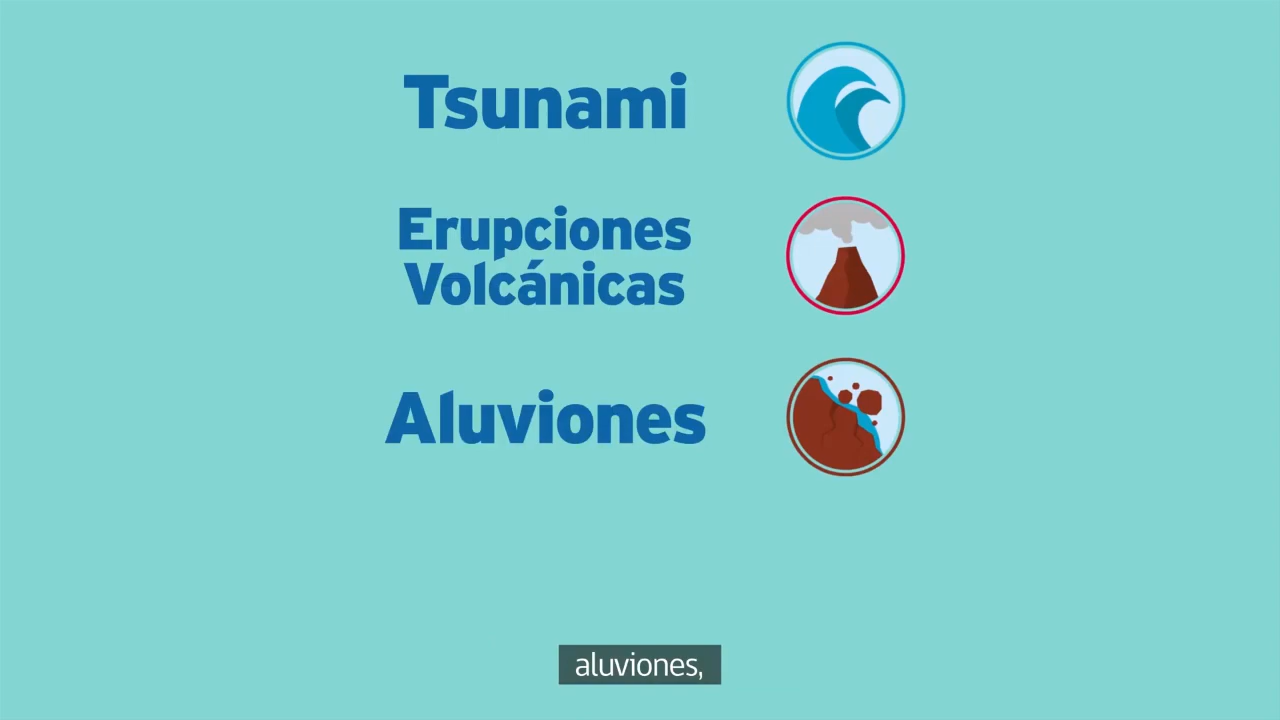 Tsunami
Erupciones
Volcánicas
Aluviones
aluviones,